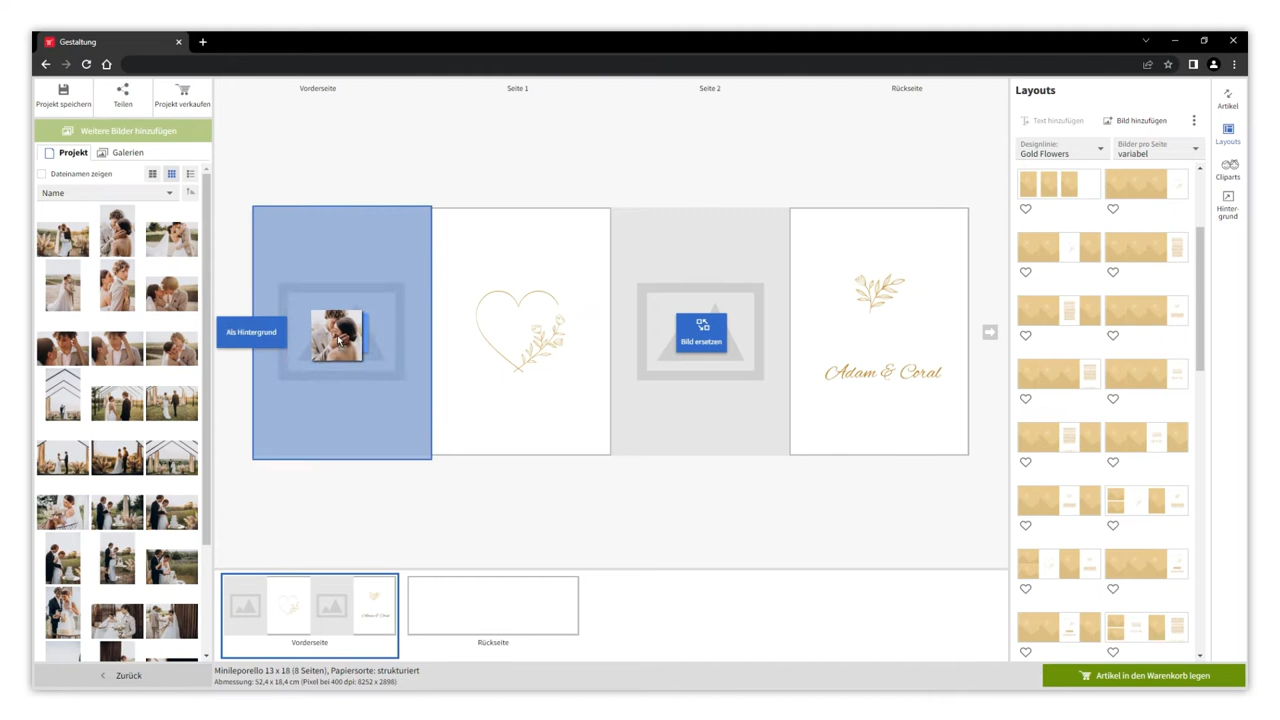 Gestaltung
Projekt speichern
Teilen
Projekt verkaufen
Weitere Bilder hinzufügen
Projekt
Galerien
Dateinamen zeigen
Name
Vorderseite
Seite 1
Seite 2
Rückseite
Als Hintergrund
Bild ersetzen
Adam & Coral
Vorderseite
Rückseite
Layouts
Text hinzufügen
Bild hinzufügen
Designlinie:
Gold Flowers
Bilder pro Seite
variabel
Artikel
Layouts
Cliparts
Hinter-
grund
Zurück
Minileporello 13 x 18 (8 Seiten), Papiersorte: strukturiert
Abmessung: 52,4 x 18,4 cm (Pixel bei 400 dpi: 8252 x 2898)
Artikel in den Warenkorb legen